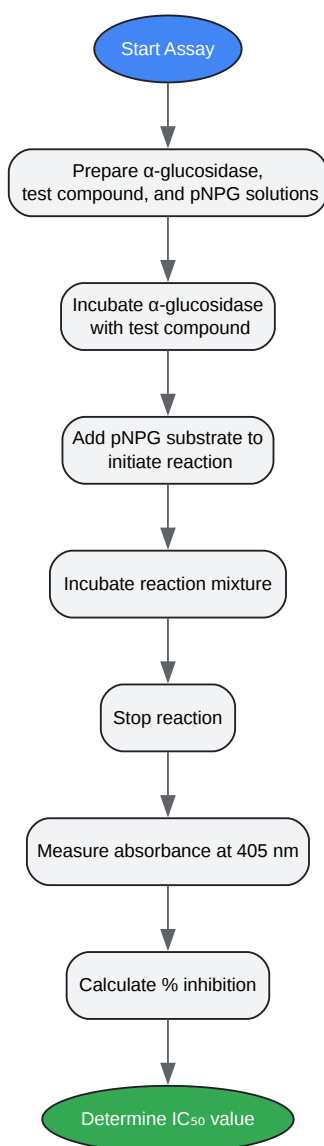 Start Assay
Prepare α-glucosidase,
test compound, and pNPG solutions
Incubate α-glucosidase
with test compound
Add pNPG substrate to
initiate reaction
Incubate reaction mixture
Stop reaction
Measure absorbance at 405 nm
Calculate % inhibition
Determine IC₅₀ value